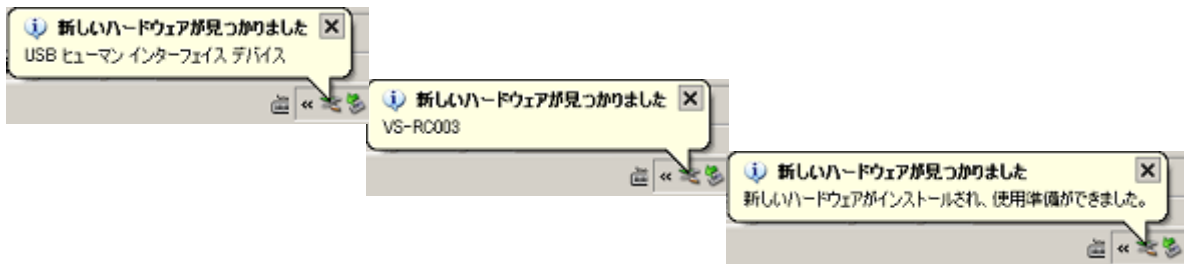 新しいハードウェアが見つかりました
USB ヒューマン インターフェイス デバイス
新しいハードウェアが見つかりました
VS-RC003
新しいハードウェアが見つかりました
新しいハードウェアがインストールされ、使用準備ができました。